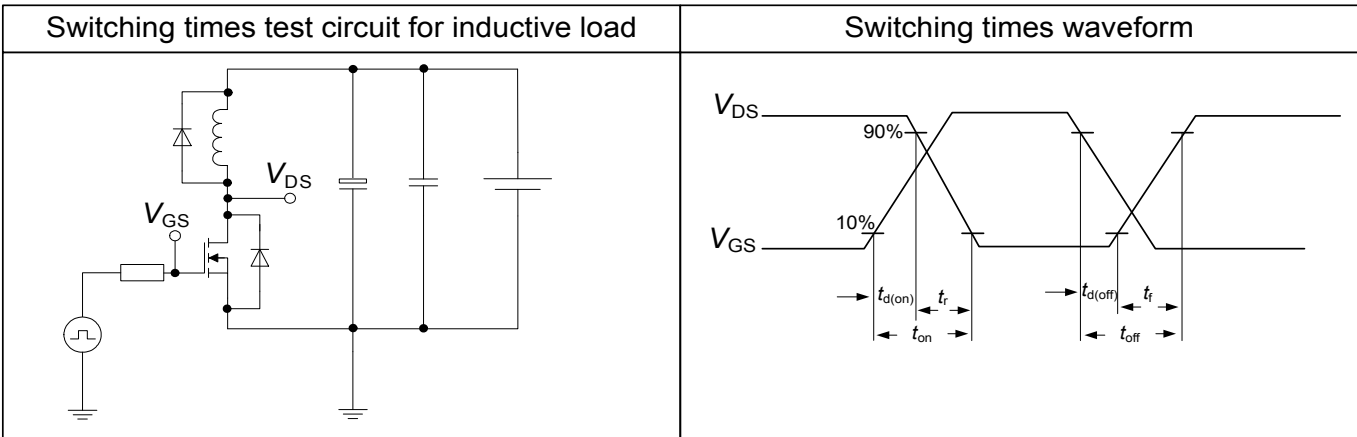 Switching times test circuit for inductive load
Switching times waveform
VDS
VGS
VDS
90%
10%
VGS
td(on) tr
ton
td(off) tf
toff